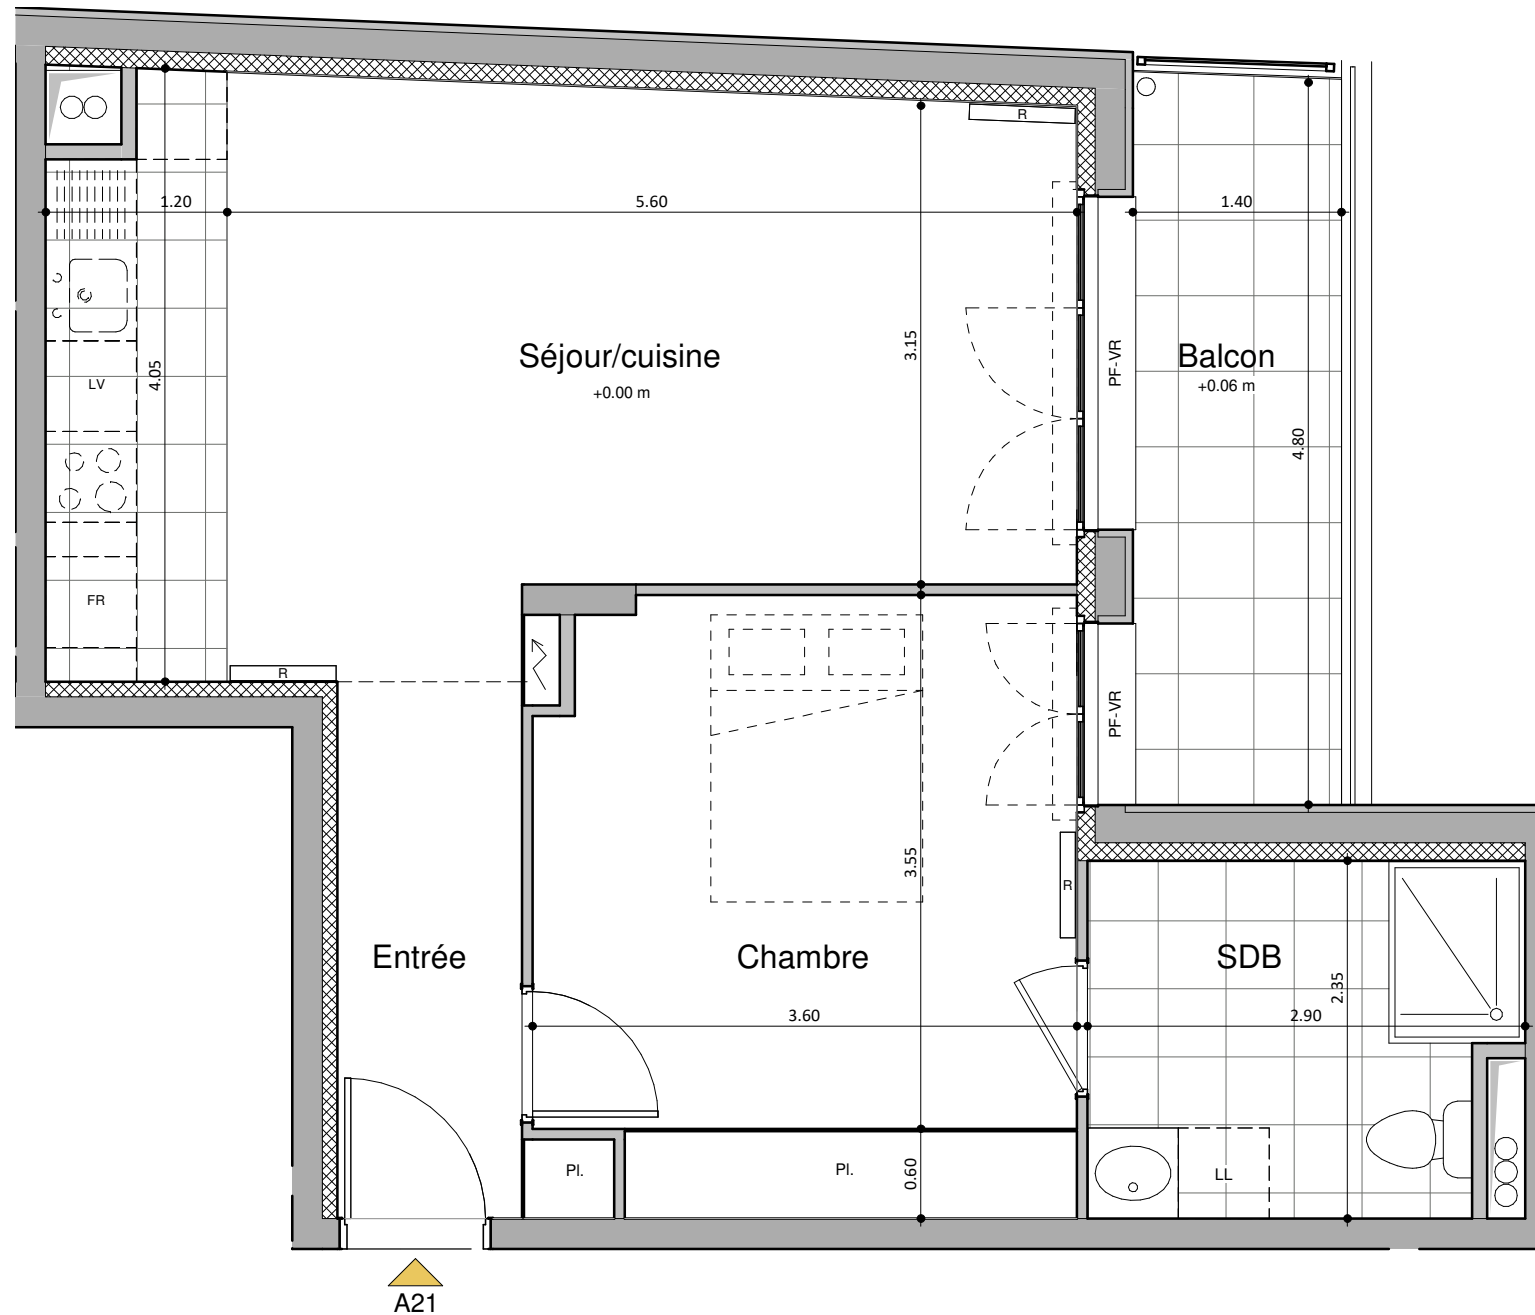 R
1.20
5.60
1.40
Séjour/cuisine
+0.00 m
3.15
PF-VR
Balcon
+0.06 m
4.05
LV
4.80
FR
R
PF-VR
3.55
R
Entrée
Chambre
SDB
2.35
3.60
2.90
Pl.
Pl.
0.60
LL
A21